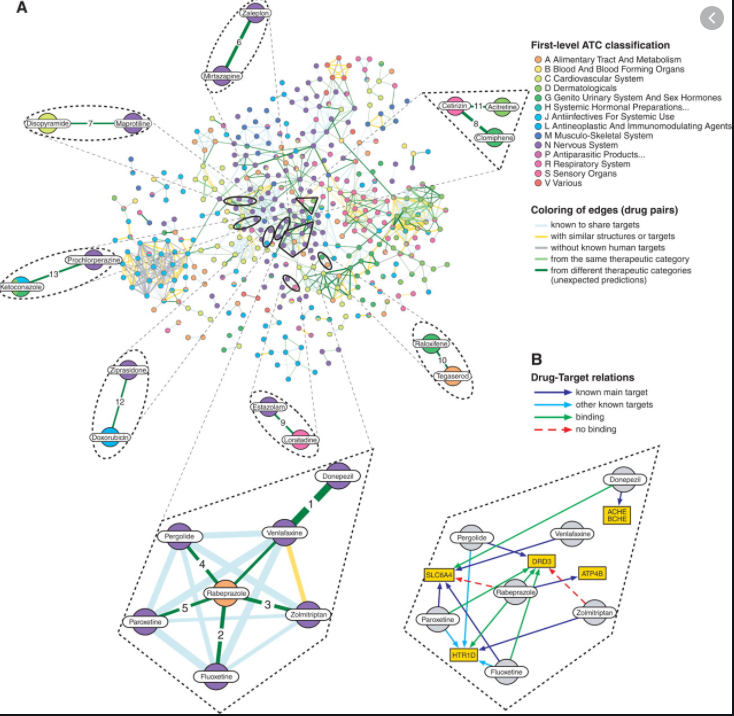 A
Zaleplon
6
Mirtazapine
Disopyramide
7
Maprotiline
Cetirizin
11
Acitretine
8
Clomiphene
First-level ATC classification
A Alimentary Tract And Metabolism
B Blood And Blood Forming Organs
C Cardiovascular System
D Dermatologicals
G Genito Urinary System And Sex Hormones
H Systemic Hormonal Preparations...
J Antiinfectives For Systemic Use
L Antineoplastic And Immunomodulating Agents
M Musculo-Skeletal System
N Nervous System
P Antiparasitic Products...
R Respiratory System
S Sensory Organs
V Various
Coloring of edges (drug pairs)
known to share targets
with similar structures or targets
without known human targets
from the same therapeutic category
from different therapeutic categories
(unexpected predictions)
Prochlorperazine
13
Ketoconazole
Raloxifene
10
Tegaserod
Ziprasidone
12
Doxorubicin
Estazolam
9
Loratadine
Donepezil
1
Pergolide
Venlafaxine
4
Rabeprazole
5
3
Paroxetine
Zolmitriptan
2
Fluoxetine
B
Drug-Target relations
known main target
other known targets
binding
no binding
Donepezil
ACHE
BCHE
Pergolide
Venlafaxine
DRD3
SLC6A4
ATP4B
Rabeprazole
Paroxetine
Zolmitriptan
HTR1D
Fluoxetine